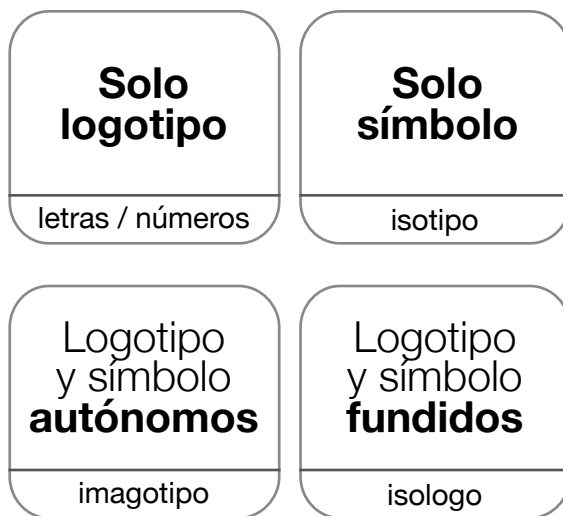 Solo
logotipo
letras / números
Solo
símbolo
isotipo
Logotipo
y símbolo
autónomos
imagotipo
Logotipo
y símbolo
fundidos
isologo